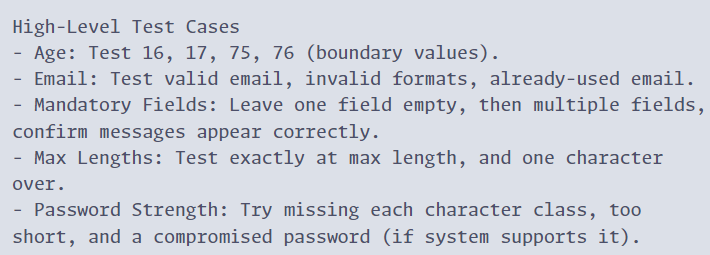 High-Level Test Cases
- Age: Test 16, 17, 75, 76 (boundary values).
- Email: Test valid email, invalid formats, already-used email.
- Mandatory Fields: Leave one field empty, then multiple fields,
confirm messages appear correctly.
- Max Lengths: Test exactly at max length, and one character
over.
- Password Strength: Try missing each character class, too
short, and a compromised password (if system supports it).